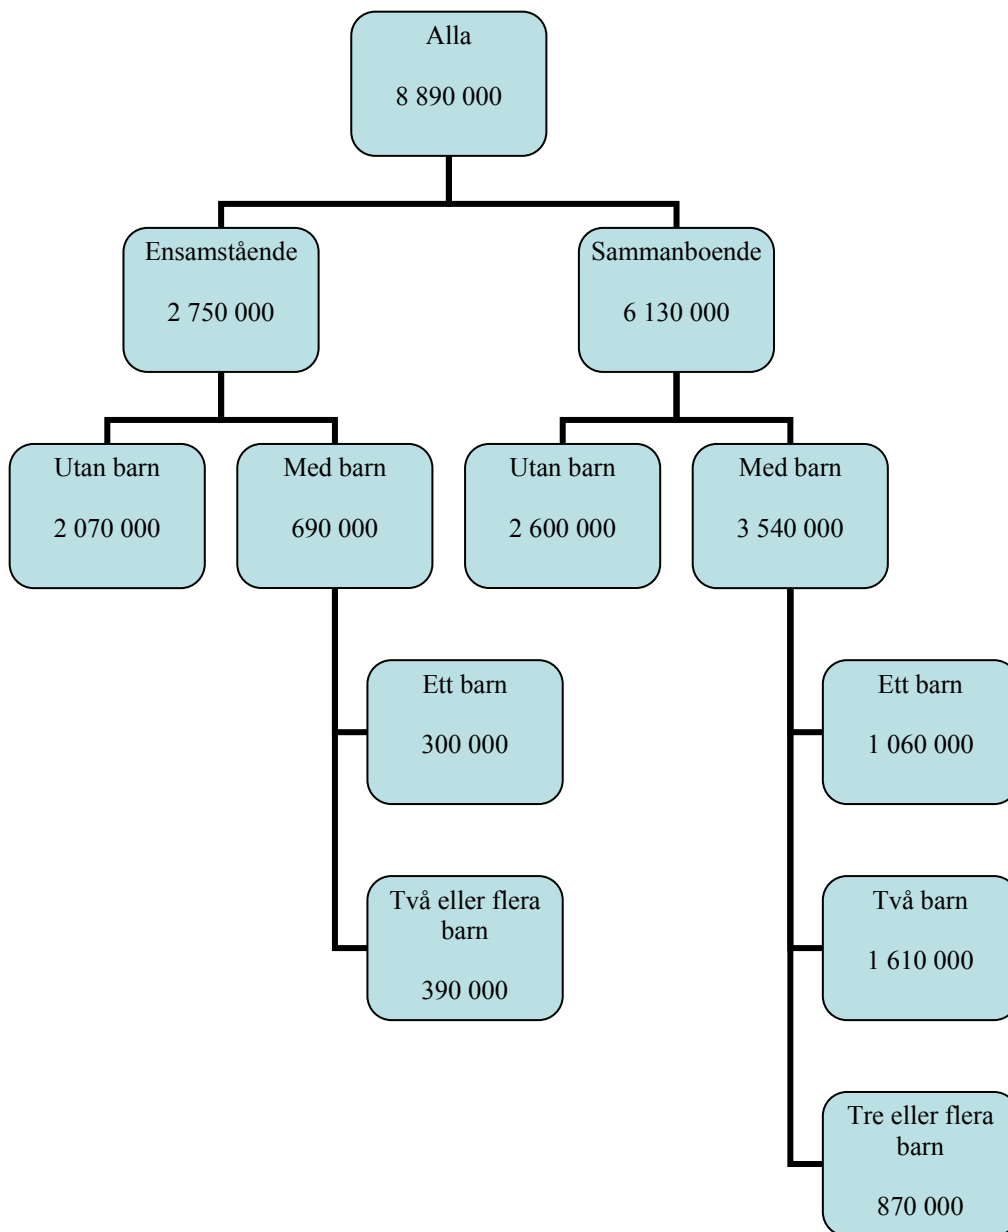 Alla
8 890 000
Ensamstående
2 750 000
Sammanboende
6 130 000
Utan barn
2 070 000
Med barn
690 000
Utan barn
2 600 000
Med barn
3 540 000
Ett barn
300 000
Ett barn
1 060 000
Två eller flera
barn
390 000
Två barn
1 610 000
Tre eller flera
barn
870 000